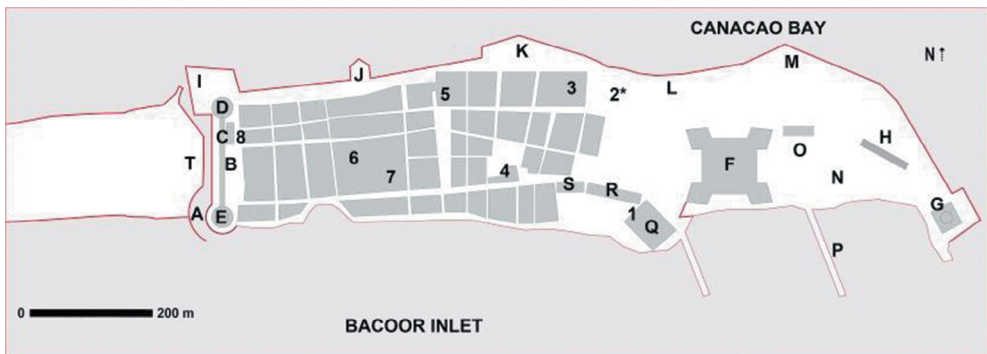 CANACAO BAY
N↑
K
M
J
L
I
5
3
2*
D
C 8
H
O
T
B
6
F
7
4
N
S
R
A
E
1
Q
G
P
0 200 m
BACOOR INLET